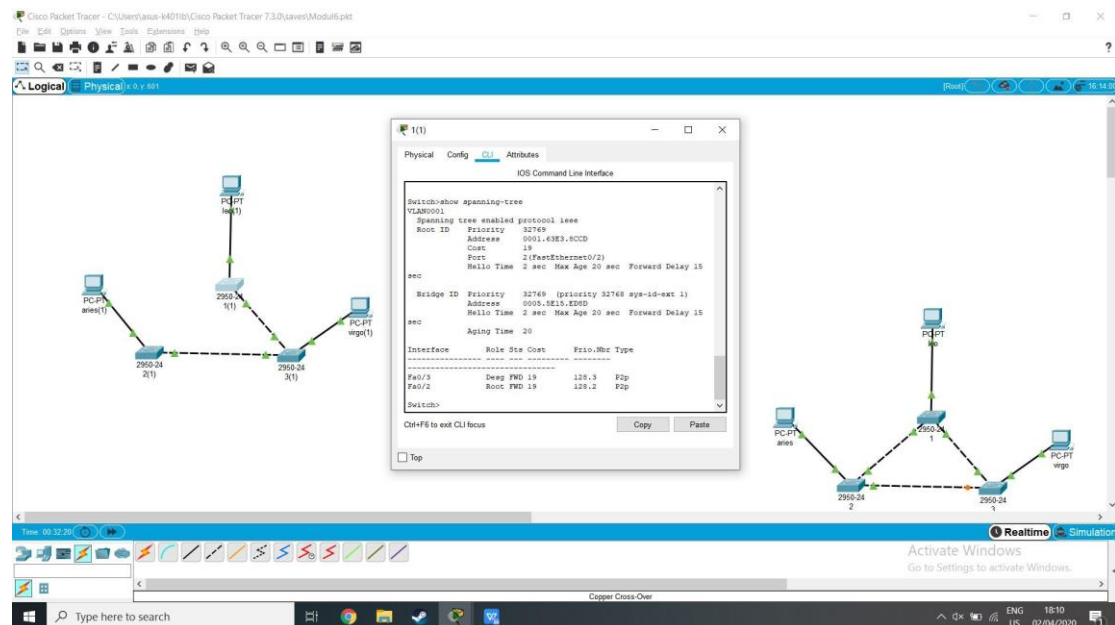 Cisco Packet Tracer - C:\Users\asus-k401lb\Cisco Packet Tracer 7.3.0\saves\Modul6.pkt
File Edit Options View Tools Extensions Help
?
Logical Physical x: 0, y: 601 [Root] 16:14:00
1(1)
Physical Config CLI Attributes
IOS Command Line Interface
Switch>show spanning-tree
VLAN0001
Spanning tree enabled protocol ieee
Root ID Priority 32769
Address 0001.63E3.8CCD
Cost 19
Port 2(FastEthernet0/2)
Hello Time 2 sec Max Age 20 sec Forward Delay 15
sec
Bridge ID Priority 32769 (priority 32768 sys-id-ext 1)
Address 0005.5E15.ED8D
Hello Time 2 sec Max Age 20 sec Forward Delay 15
sec
Aging Time 20
Interface Role Sts Cost Prio.Nbr Type
---------------- ---- --- --------- --------
--------------------------------
Fa0/3 Desg FWD 19 128.3 P2p
Fa0/2 Root FWD 19 128.2 P2p
Switch>
Ctrl+F6 to exit CLI focus Copy Paste
Top
PC-PT
leo(1)
PC-PT
aries(1)
2950-24
1(1)
PC-PT
virgo(1)
2950-24
2(1)
2950-24
3(1)
PC-PT
leo
PC-PT
aries
2950-24
1
PC-PT
virgo
2950-24
2
2950-24
3
Time: 00:32:20 Realtime Simulation
Activate Windows
Go to Settings to activate Windows.
Copper Cross-Over
Type here to search
ENG 18:10
US 02/04/2020